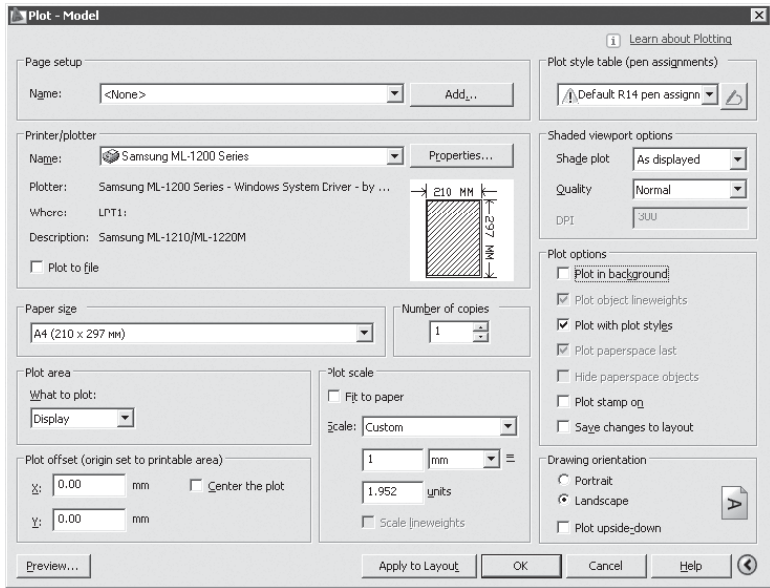 Plot - Model
Learn about Plotting
Page setup
Name:
<None>
Add...
Plot style table (pen assignments)
Default R14 pen assignn
Printer/plotter
Name:
Samsung ML-1200 Series
Properties...
Plotter:
Samsung ML-1200 Series - Windows System Driver - by ...
Where:
LPT1:
Description:
Samsung ML-1210/ML-1220M
Plot to file
210 MM
297 MM
Shaded viewport options
Shade plot
As displayed
Quality
Normal
DPI
300
Paper size
A4 (210 x 297 мм)
Number of copies
1
Plot options
Plot in background
Plot object lineweights
Plot with plot styles
Plot paperspace last
Hide paperspace objects
Plot stamp on
Save changes to layout
Plot area
What to plot:
Display
Plot scale
Fit to paper
Scale:
Custom
1
mm
=
1.952
units
Scale lineweights
Plot offset (origin set to printable area)
X:
0.00
mm
Center the plot
Y:
0.00
mm
Drawing orientation
Portrait
Landscape
Plot upside-down
A
Preview...
Apply to Layout
OK
Cancel
Help